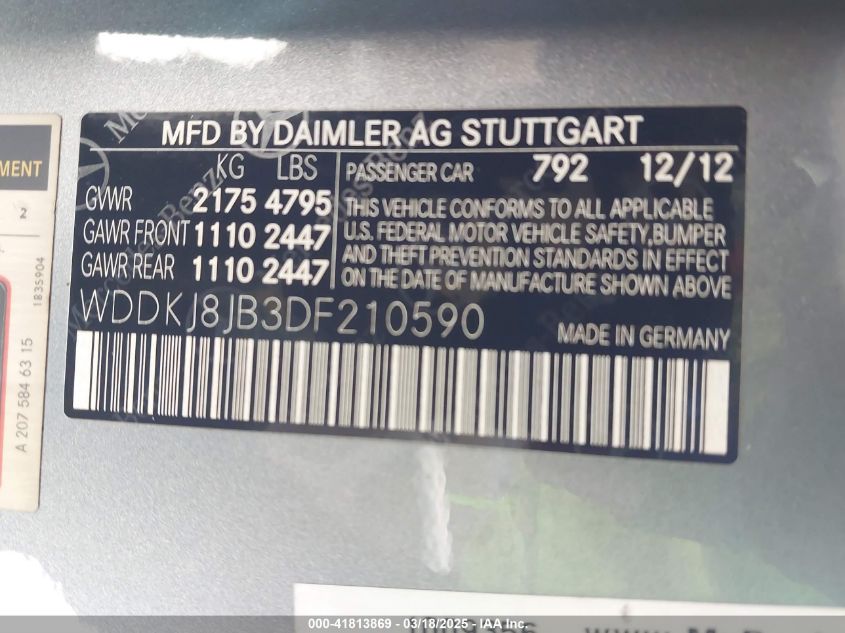 MFD BY DAIMLER AG STUTTGART
KG LBS
GVWR 2175 4795
GAWR FRONT 1110 2447
GAWR REAR 1110 2447
PASSENGER CAR 792 12/12
THIS VEHICLE CONFORMS TO ALL APPLICABLE
U.S. FEDERAL MOTOR VEHICLE SAFETY,BUMPER
AND THEFT PREVENTION STANDARDS IN EFFECT
ON THE DATE OF MANUFACTURE SHOWN ABOVE
WDDKJ8JB3DF210590
MADE IN GERMANY
MENT
2
183S904
A 207 584 63 15
000-41813869 - 03/18/2025 - IAA Inc.